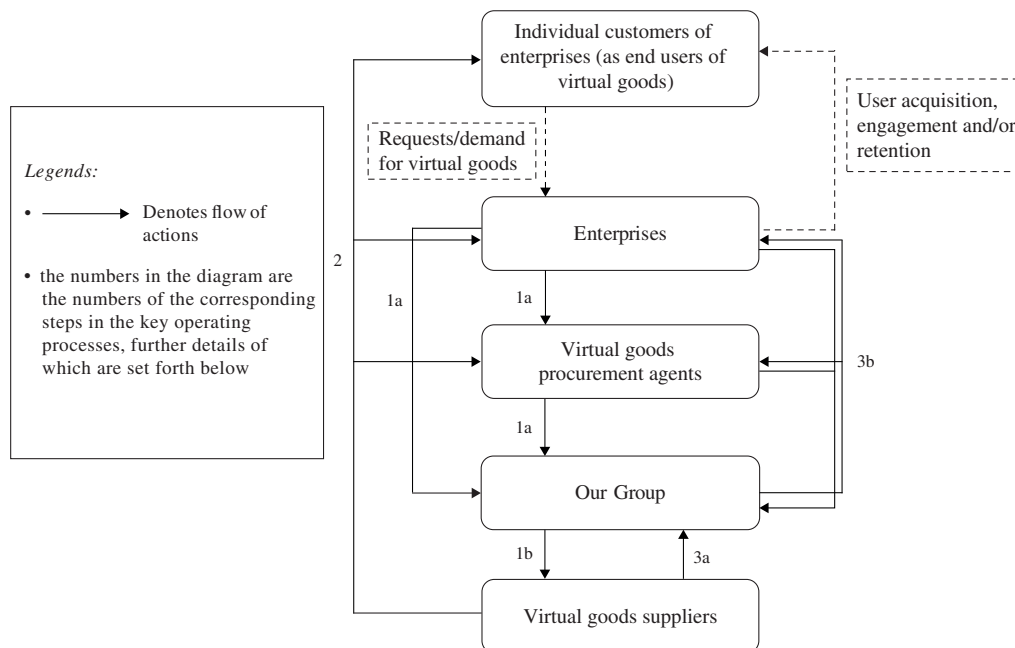 Individual customers of
enterprises (as end users of
virtual goods)
User acquisition,
engagement and/or
retention
Requests/demand
for virtual goods
Legends:
• Denotes flow of
actions
• the numbers in the diagram are
the numbers of the corresponding
steps in the key operating
processes, further details of
which are set forth below
Enterprises
2
1a
1a
Virtual goods
procurement agents
3b
1a
Our Group
1b
3a
Virtual goods suppliers